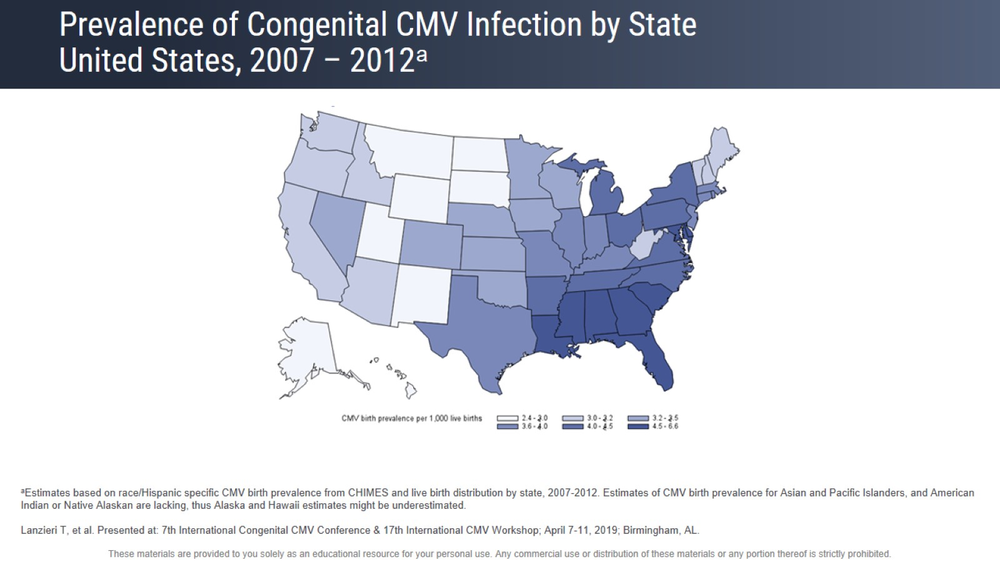 Prevalence of Congenital CMV Infection by State
United States, 2007 – 2012ª
CMV birth prevalence per 1,000 live births
2.4 - 3.0
3.0 - 3.2
3.2 - 3.5
3.6 - 4.0
4.0 - 4.5
4.5 - 6.6
ªEstimates based on race/Hispanic specific CMV birth prevalence from CHIMES and live birth distribution by state, 2007-2012. Estimates of CMV birth prevalence for Asian and Pacific Islanders, and American
Indian or Native Alaskan are lacking, thus Alaska and Hawaii estimates might be underestimated.
Lanzieri T, et al. Presented at: 7th International Congenital CMV Conference & 17th International CMV Workshop; April 7-11, 2019; Birmingham, AL.
These materials are provided to you solely as an educational resource for your personal use. Any commercial use or distribution of these materials or any portion thereof is strictly prohibited.